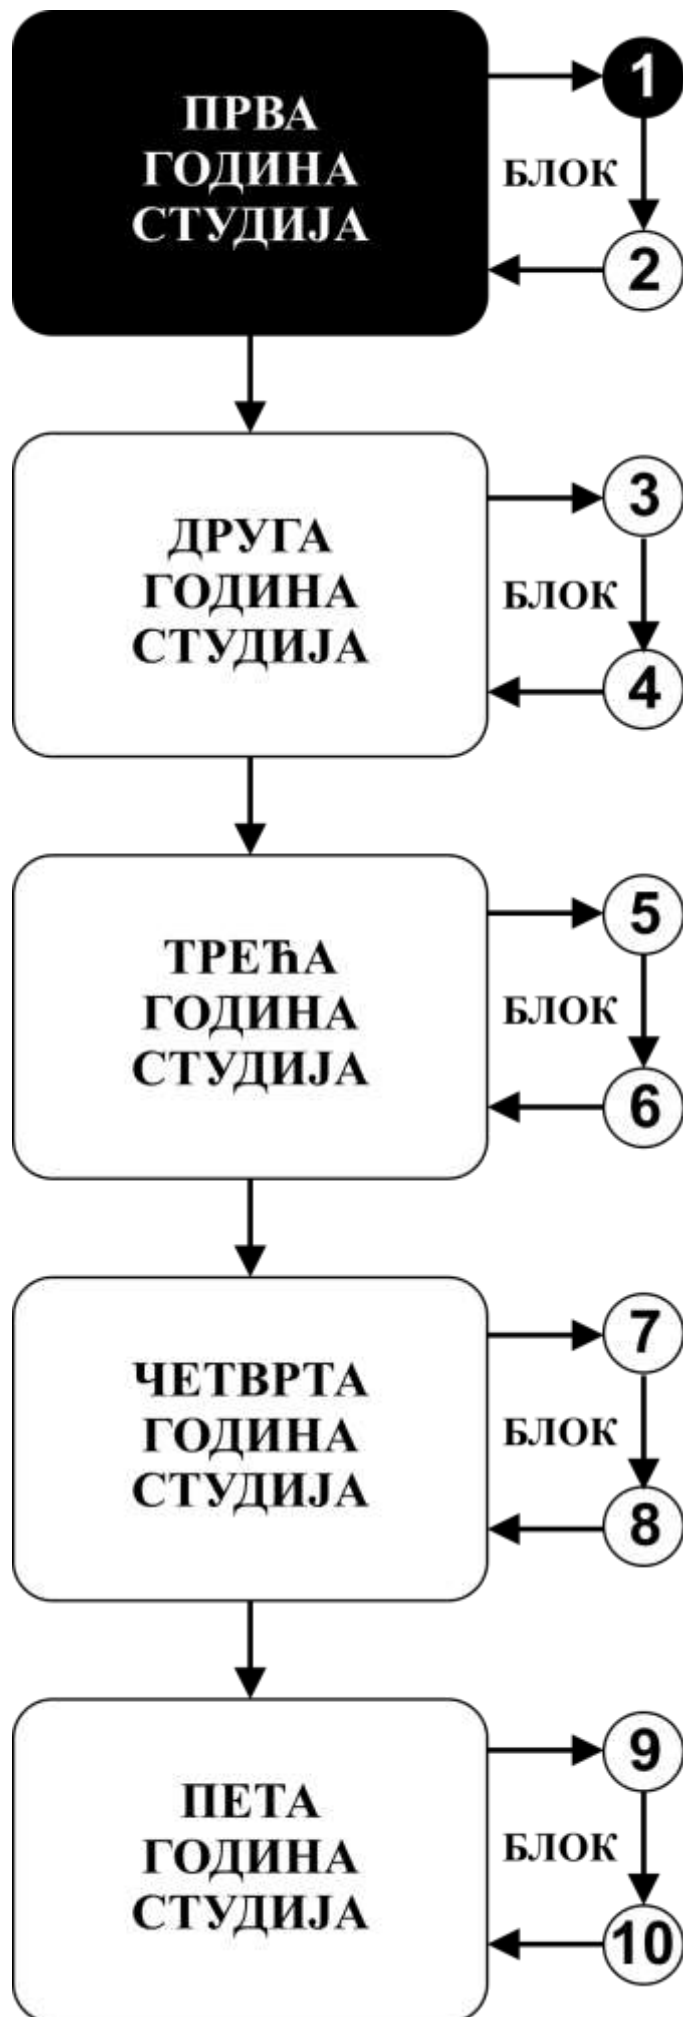 ПРВА
ГОДИНА
СТУДИЈА
1
БЛОК
2
ДРУГА
ГОДИНА
СТУДИЈА
3
БЛОК
4
ТРЕЋА
ГОДИНА
СТУДИЈА
5
БЛОК
6
ЧЕТВРТА
ГОДИНА
СТУДИЈА
7
БЛОК
8
ПЕТА
ГОДИНА
СТУДИЈА
9
БЛОК
10